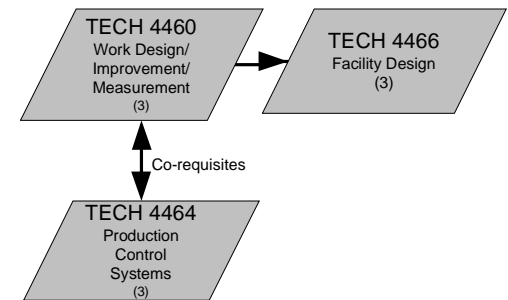 TECH 4460
Work Design/
Improvement/
Measurement
(3)
TECH 4466
Facility Design
(3)
Co-requisites
TECH 4464
Production
Control
Systems
(3)